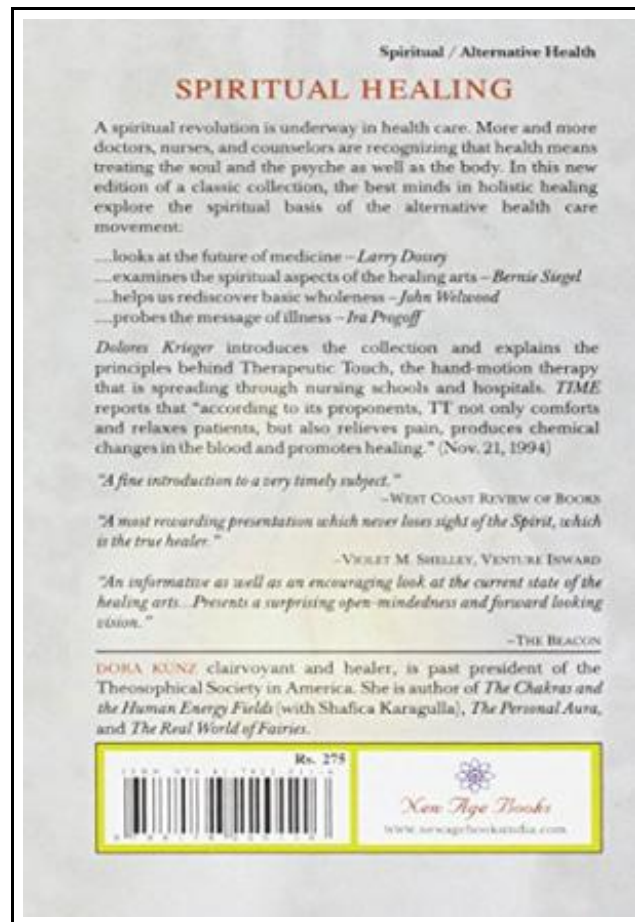 Spiritual / Alternative Health
SPIRITUAL HEALING
A spiritual revolution is underway in health care. More and more
doctors, nurses, and counselors are recognizing that health means
treating the soul and the psyche as well as the body. In this new
edition of a classic collection, the best minds in holistic healing
explore the spiritual basis of the alternative health care
movement:
....looks at the future of medicine – Larry Dossey
....examines the spiritual aspects of the healing arts – Bernie Siegel
....helps us rediscover basic wholeness – John Welwood
....probes the message of illness – Ira Progoff
Dolores Krieger introduces the collection and explains the
principles behind Therapeutic Touch, the hand-motion therapy
that is spreading through nursing schools and hospitals. TIME
reports that "according to its proponents, TT not only comforts
and relaxes patients, but also relieves pain, produces chemical
changes in the blood and promotes healing." (Nov. 21, 1994)
"A fine introduction to a very timely subject."
–WEST COAST REVIEW OF BOOKS
"A most rewarding presentation which never loses sight of the Spirit, which
is the true healer."
–VIOLET M. SHELLEY, VENTURE INWARD
"An informative as well as an encouraging look at the current state of the
healing arts...Presents a surprising open-mindedness and forward looking
vision."
–THE BEACON
DORA KUNZ clairvoyant and healer, is past president of the
Theosophical Society in America. She is author of The Chakras and
the Human Energy Fields (with Shafica Karagulla), The Personal Aura,
and The Real World of Fairies.
Rs. 275
ISBN
New Age Books
www.newagebooksindia.com